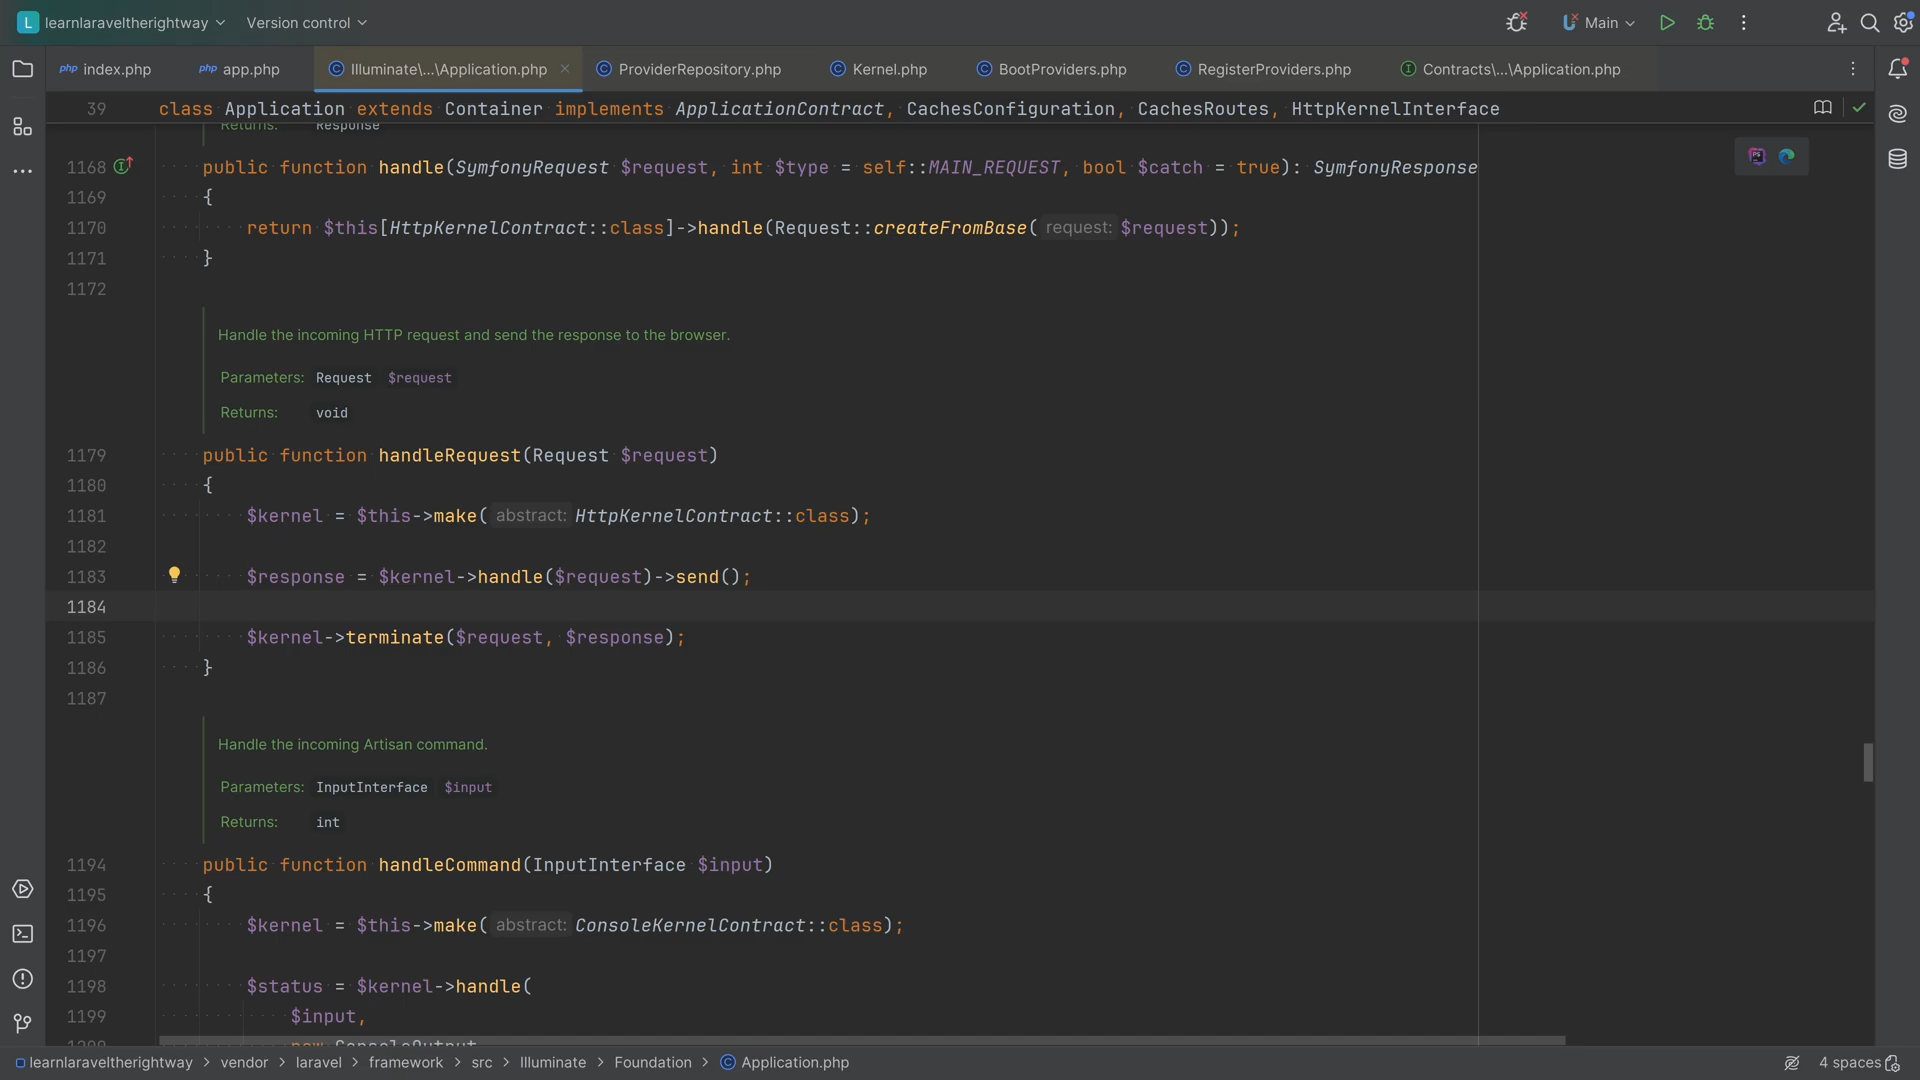 L learnlaraveltherightway Version control Main
php index.php php app.php Illuminate\...\Application.php ProviderRepository.php Kernel.php BootProviders.php RegisterProviders.php Contracts\...\Application.php
39 class Application extends Container implements ApplicationContract, CachesConfiguration, CachesRoutes, HttpKernelInterface
Returns: Response
1168 public function handle(SymfonyRequest $request, int $type = self::MAIN_REQUEST, bool $catch = true): SymfonyResponse
1169 {
1170 return $this[HttpKernelContract::class]->handle(Request::createFromBase( request: $request));
1171 }
1172
Handle the incoming HTTP request and send the response to the browser.
Parameters: Request $request
Returns: void
1179 public function handleRequest(Request $request)
1180 {
1181 $kernel = $this->make( abstract: HttpKernelContract::class);
1182
1183 $response = $kernel->handle($request)->send();
1184
1185 $kernel->terminate($request, $response);
1186 }
1187
Handle the incoming Artisan command.
Parameters: InputInterface $input
Returns: int
1194 public function handleCommand(InputInterface $input)
1195 {
1196 $kernel = $this->make( abstract: ConsoleKernelContract::class);
1197
1198 $status = $kernel->handle(
1199 $input,
1200 new ConsoleOutput
learnlaraveltherightway > vendor > laravel > framework > src > Illuminate > Foundation > Application.php 4 spaces